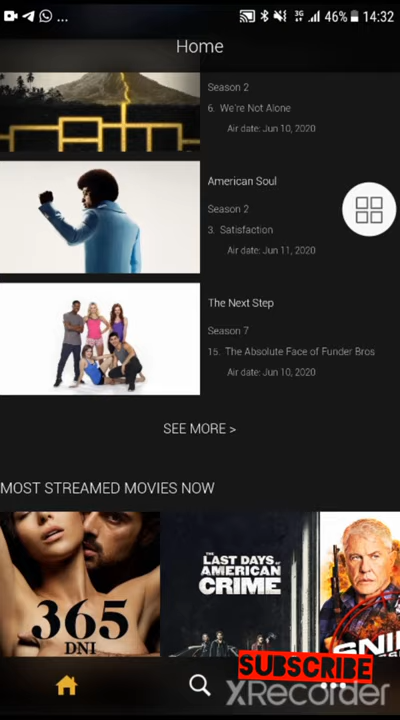 ... 3G 46% 14:32
Home
Season 2
6. We're Not Alone
Air date: Jun 10, 2020
American Soul
Season 2
3. Satisfaction
Air date: Jun 11, 2020
The Next Step
Season 7
15. The Absolute Face of Funder Bros
Air date: Jun 10, 2020
SEE MORE >
MOST STREAMED MOVIES NOW
365
DNI
THE
LAST DAYS
OF
AMERICAN
CRIME
SUBSCRIBE
XRecorder